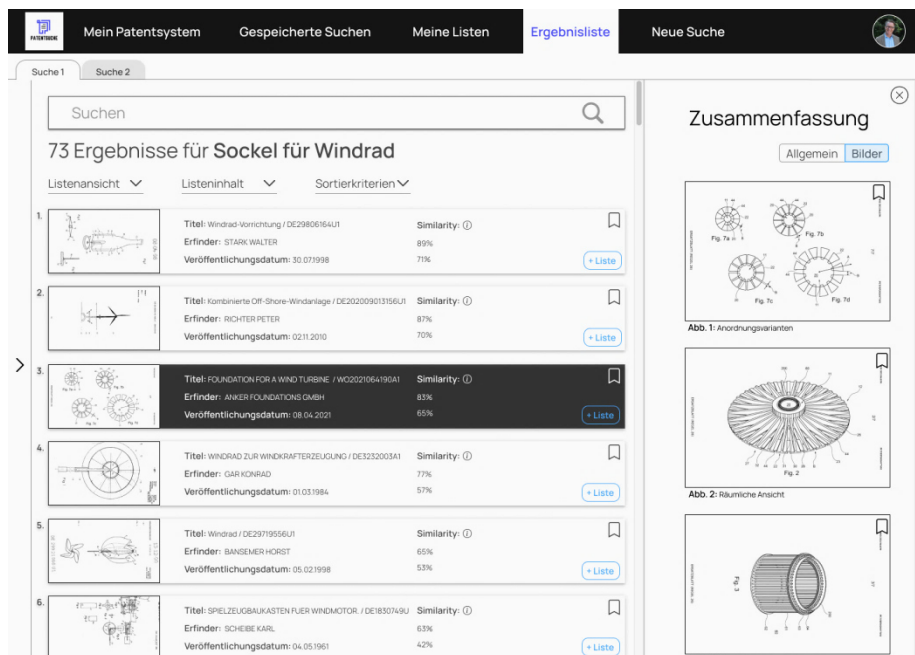 PATENTSUCHE
Mein Patentsystem
Gespeicherte Suchen
Meine Listen
Ergebnisliste
Neue Suche
Suche 1
Suche 2
Suchen
73 Ergebnisse für Sockel für Windrad
Listenansicht
Listeninhalt
Sortierkriterien
1.
Titel: Windrad-Vorrichtung / DE29806164U1
Similarity:
Erfinder: STARK WALTER
89%
Veröffentlichungsdatum: 30.07.1998
71%
+ Liste
2.
Titel: Kombinierte Off-Shore-Windanlage / DE202009013156U1
Similarity:
Erfinder: RICHTER PETER
87%
Veröffentlichungsdatum: 02.11.2010
70%
+ Liste
3.
Titel: FOUNDATION FOR A WIND TURBINE / WO2021064190A1
Similarity:
Erfinder: ANKER FOUNDATIONS GMBH
83%
Veröffentlichungsdatum: 08.04.2021
65%
+ Liste
4.
Titel: WINDRAD ZUR WINDKRAFTERZEUGUNG / DE3232003A1
Similarity:
Erfinder: GAR KONRAD
77%
Veröffentlichungsdatum: 01.03.1984
57%
+ Liste
5.
Titel: Windrad / DE29719556U1
Similarity:
Erfinder: BANSEMER HORST
65%
Veröffentlichungsdatum: 05.02.1998
53%
+ Liste
6.
Titel: SPIELZEUGBAUKASTEN FUER WINDMOTOR. / DE1830749U
Similarity:
Erfinder: SCHEIBE KARL
63%
Veröffentlichungsdatum: 04.05.1961
42%
+ Liste
Zusammenfassung
Allgemein
Bilder
Fig. 7a
Fig. 7b
Fig. 7c
Fig. 7d
Abb. 1: Anordnungsvarianten
Fig. 2
Abb. 2: Räumliche Ansicht
Fig. 3